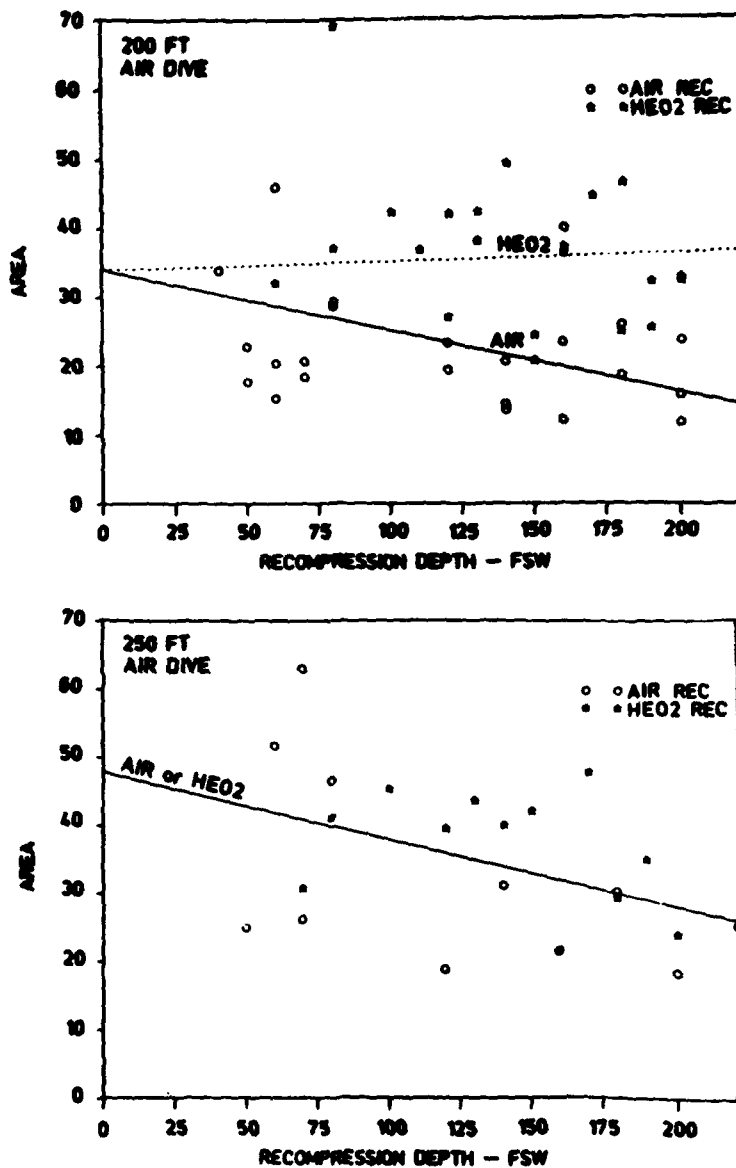 70
200 FT
AIR DIVE
60
AIR REC
HEO2 REC
50
40
HEO2
AREA
30
AIR
20
10
0
0 25 50 75 100 125 150 175 200
RECOMPRESSION DEPTH — FSW
70
250 FT
AIR DIVE
60
AIR REC
HEO2 REC
50
AIR or HEO2
40
AREA
30
20
10
0
0 25 50 75 100 125 150 175 200
RECOMPRESSION DEPTH — FSW